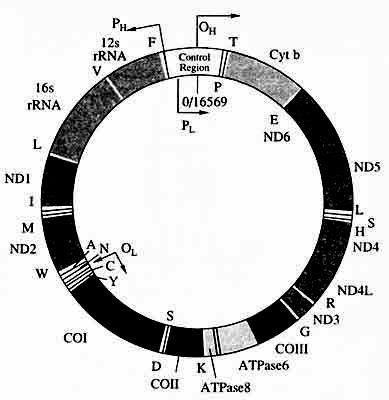 P_H
O_H
12s
rRNA
F
T
Control
Region
Cyt b
V
P
0/16569
16s
rRNA
P_L
E
ND6
L
ND5
ND1
I
L
S
M
H
ND2
ND4
A
N
O_L
W
C
Y
ND4L
R
S
ND3
G
COI
COIII
D
K
ATPase6
COII
ATPase8